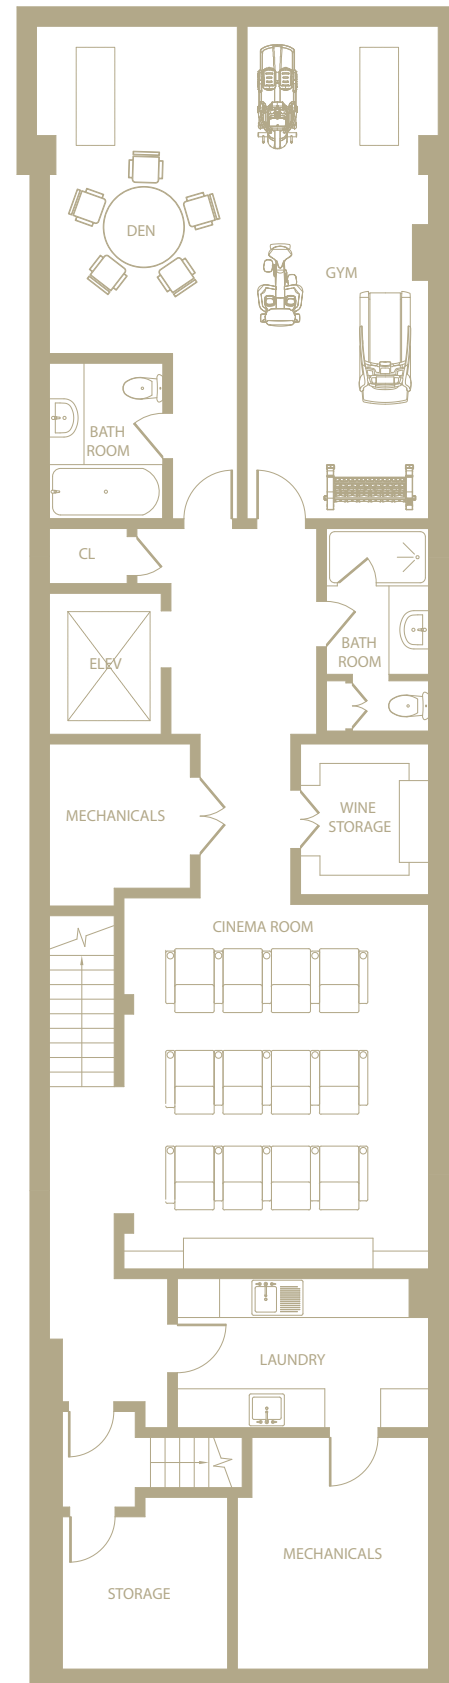 DEN
GYM
BATH
ROOM
CL
ELEV
BATH
ROOM
MECHANICALS
WINE
STORAGE
CINEMA ROOM
LAUNDRY
MECHANICALS
STORAGE